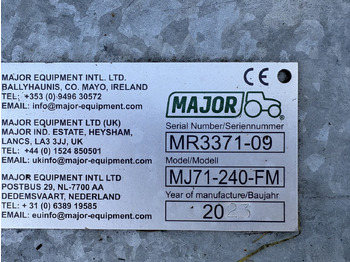 MAJOR EQUIPMENT INTL. LTD.
BALLYHAUNIS, CO. MAYO, IRELAND
TEL: +353 (0) 9496 30572
EMAIL: info@major-equipment.com
MAJOR EQUIPMENT LTD (UK)
MAJOR IND. ESTATE, HEYSHAM,
LANCS, LA3 3JJ, UK
TEL: +44 (0) 1524 850501
EMAIL: ukinfo@major-equipment.com
MAJOR EQUIPMENT INTL LTD
POSTBUS 29, NL-7700 AA
DEDEMSVAART, NEDERLAND
TEL: + 31 (0) 6389 19585
EMAIL: euinfo@major-equipment.com
CE
MAJOR
Serial Number/Seriennummer
MR3371-09
Model/Modell
MJ71-240-FM
Year of manufacture/Baujahr
2023